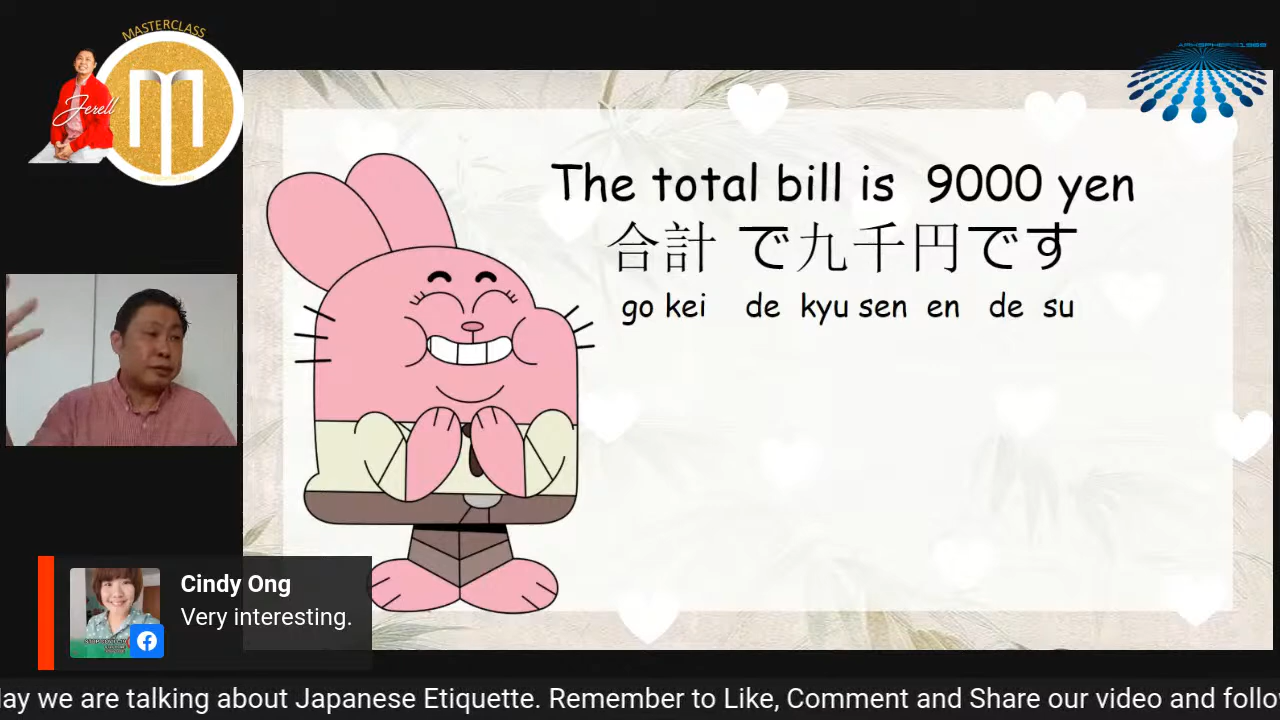 MASTERCLASS
Jerell
The total bill is 9000 yen
合計 で九千円です
go kei de kyu sen en de su
Cindy Ong
Very interesting.
lay we are talking about Japanese Etiquette. Remember to Like, Comment and Share our video and follo